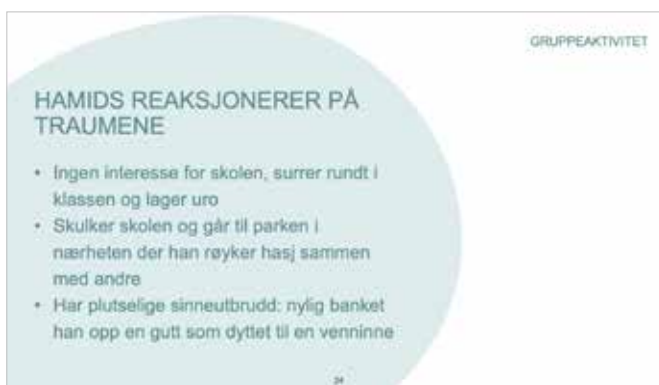 GRUPPEAKTIVITET
HAMIDS REAKSJONERER PÅ
TRAUMENE
• Ingen interesse for skolen, surrer rundt i
klassen og lager uro
• Skulker skolen og går til parken i
nærheten der han røyker hasj sammen
med andre
• Har plutselige sinneutbrudd: nylig banket
han opp en gutt som dyttet til en venninne
24